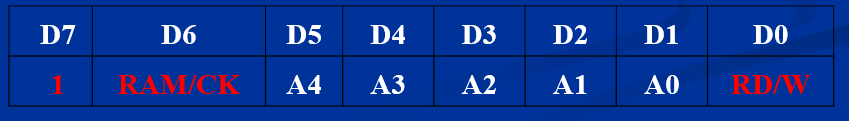 D7 D6 D5 D4 D3 D2 D1 D0
1 RAM/CK A4 A3 A2 A1 A0 RD/W